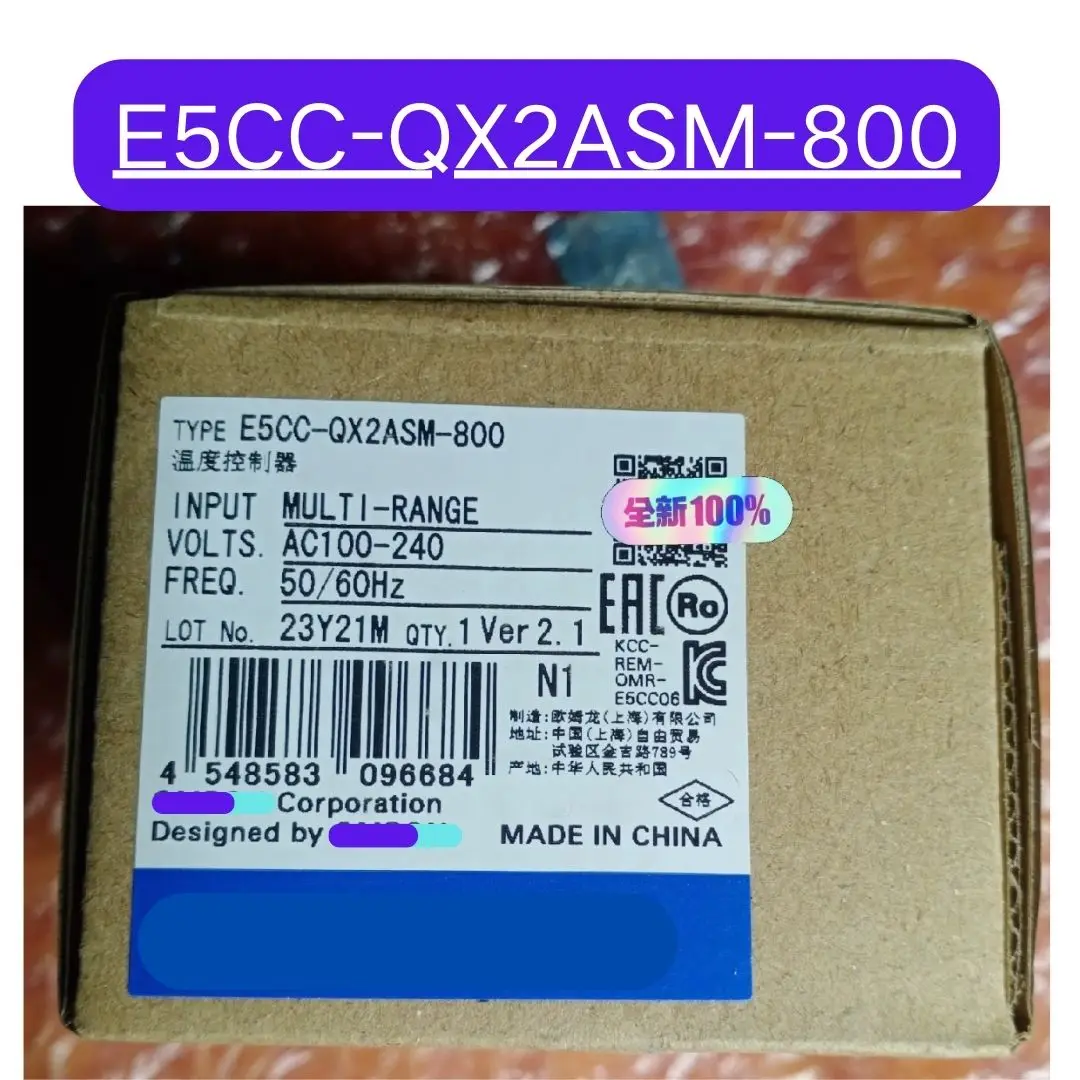 E5CC-QX2ASM-800
TYPE E5CC-QX2ASM-800
温度控制器
INPUT MULTI-RANGE
VOLTS. AC100-240
FREQ. 50/60Hz
LOT No. 23Y21M QTY. 1 Ver 2.1
全新100%
EAC
Ro
KCC-
REM-
OMR-
E5CC06
N1
制造:欧姆龙(上海)有限公司
地址:中国(上海)自由贸易
试验区金吉路789号
产地:中华人民共和国
4 548583 096684
Corporation
Designed by
合格
MADE IN CHINA